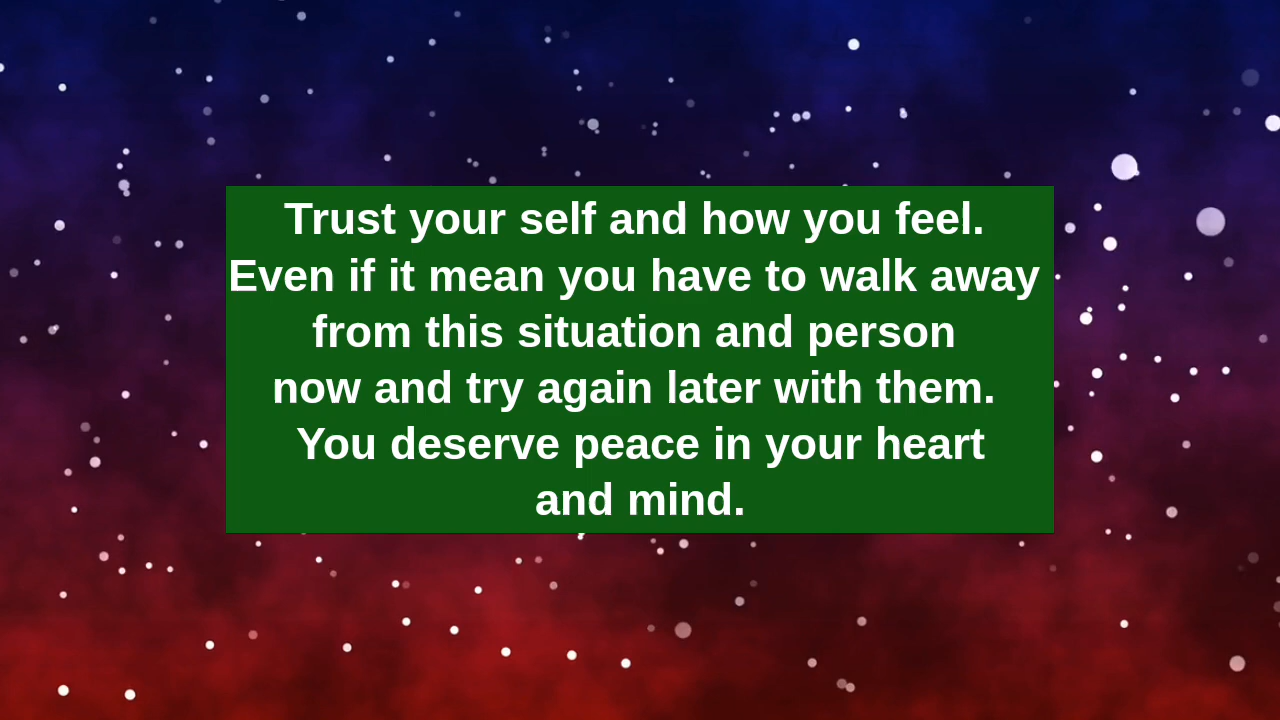 Trust your self and how you feel.
Even if it mean you have to walk away
from this situation and person
now and try again later with them.
You deserve peace in your heart
and mind.